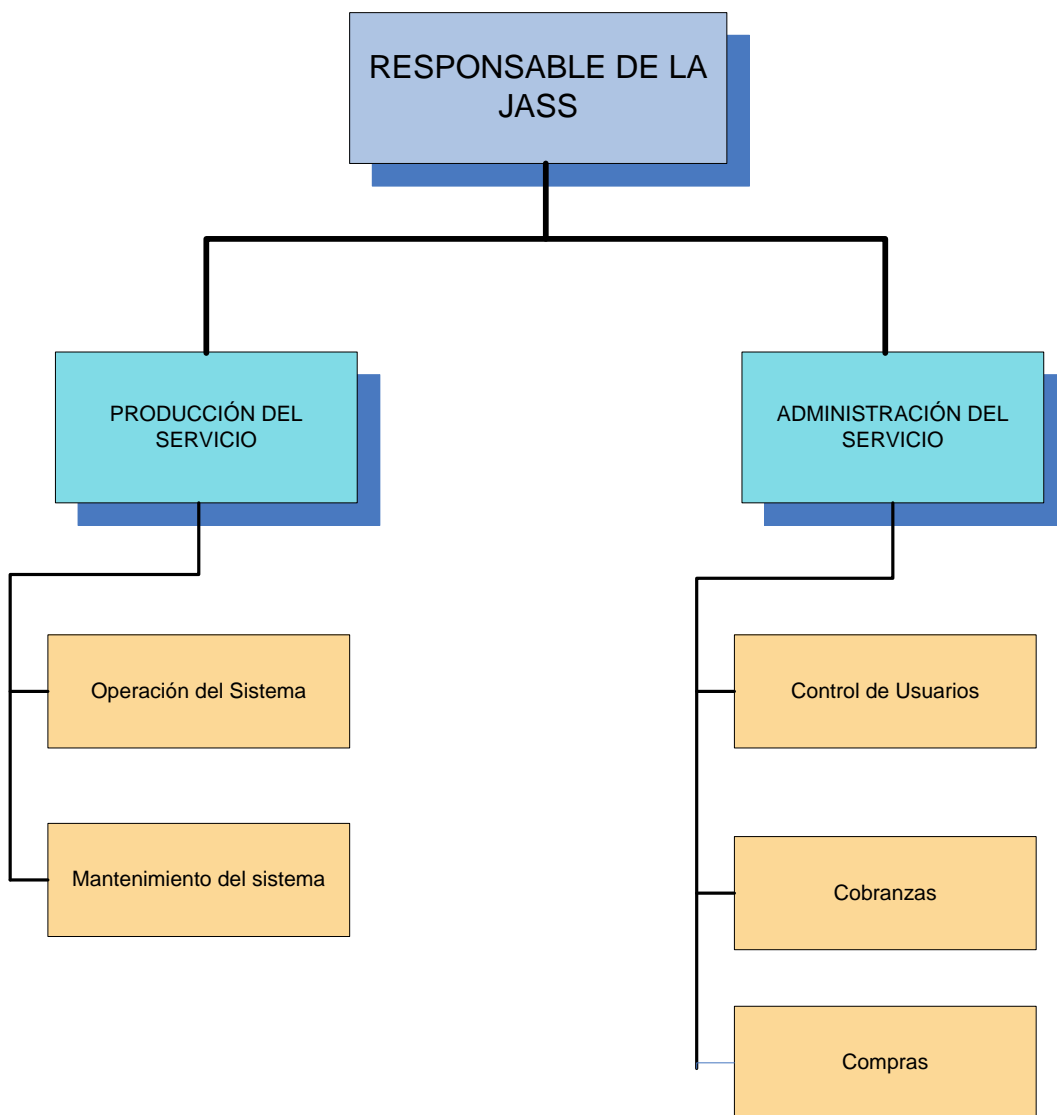 RESPONSABLE DE LA
JASS
PRODUCCIÓN DEL
SERVICIO
ADMINISTRACIÓN DEL
SERVICIO
Operación del Sistema
Mantenimiento del sistema
Control de Usuarios
Cobranzas
Compras